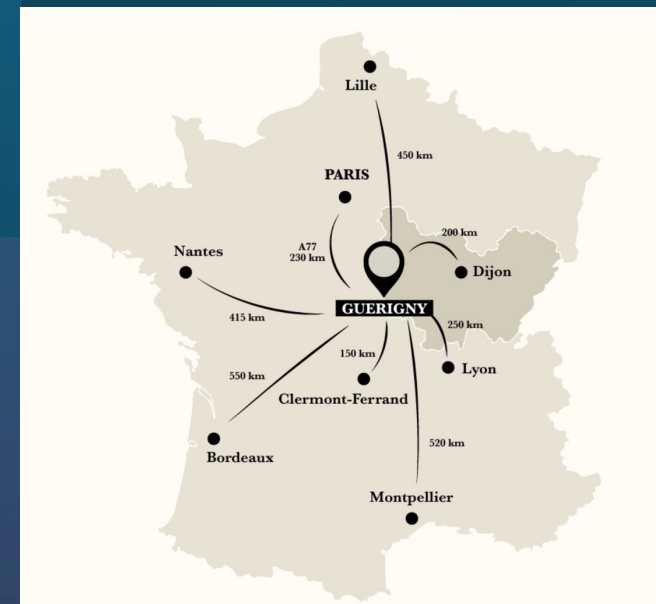 Lille
450 km
PARIS
A77
230 km
200 km
Nantes
Dijon
GUERIGNY
415 km
250 km
150 km
Lyon
550 km
Clermont-Ferrand
520 km
Bordeaux
Montpellier